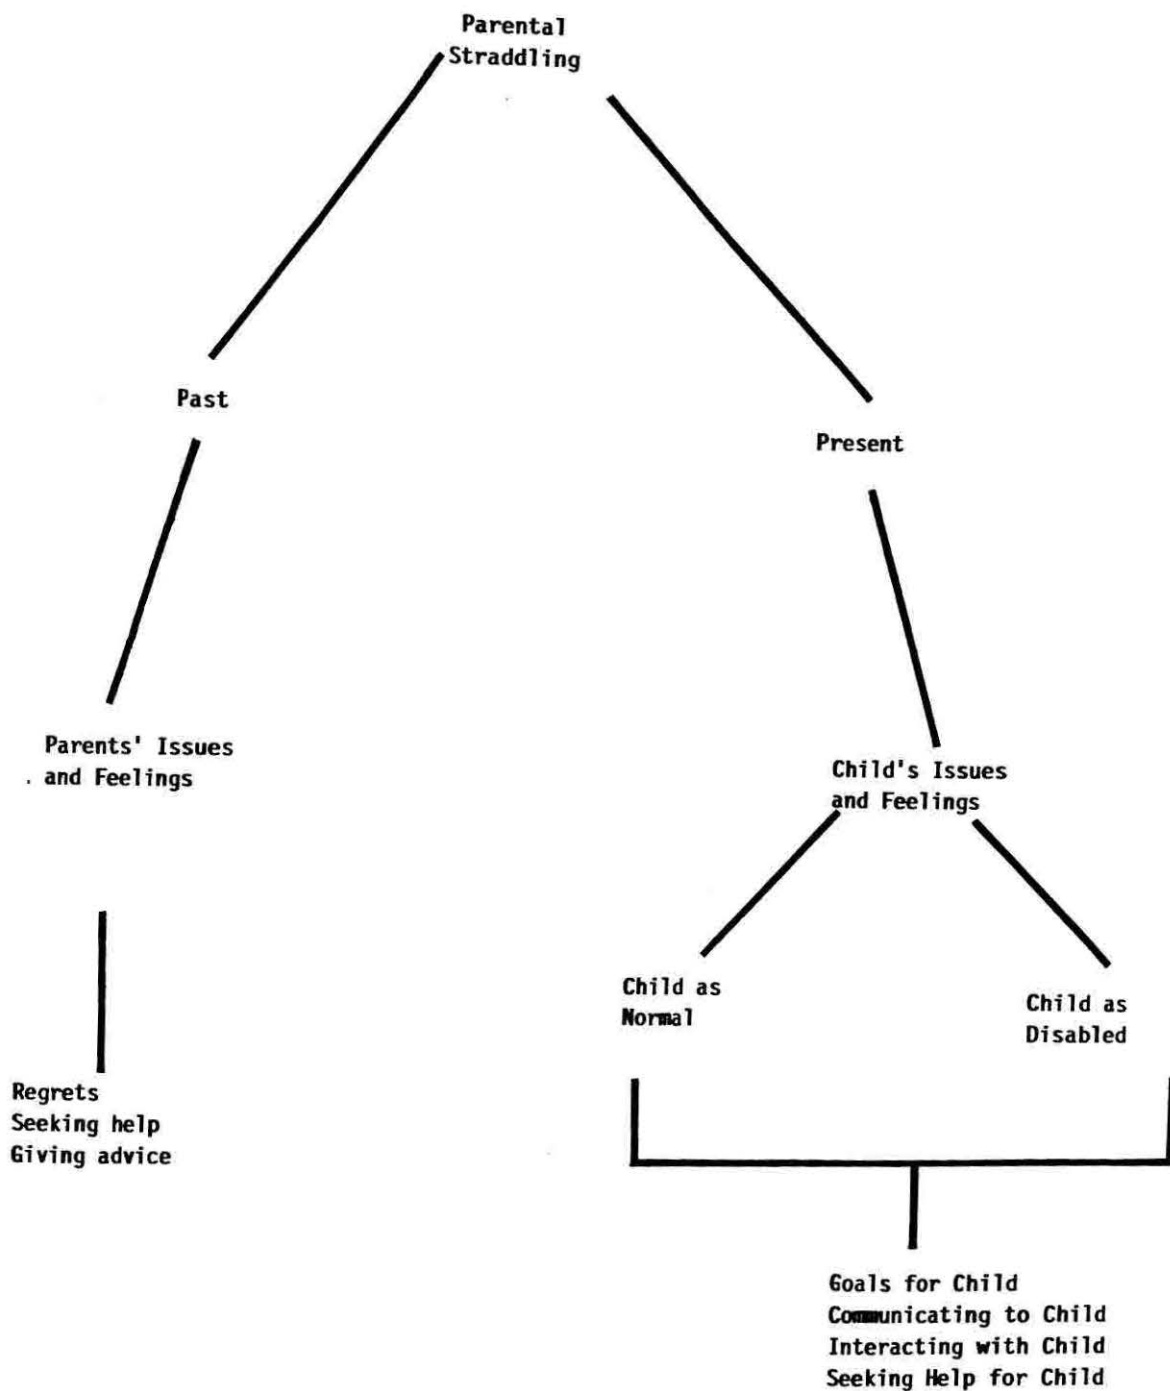 Parental
Straddling
Past
Present
Parents' Issues
and Feelings
Child's Issues
and Feelings
Child as
Normal
Child as
Disabled
Regrets
Seeking help
Giving advice
Goals for Child
Communicating to Child
Interacting with Child
Seeking Help for Child